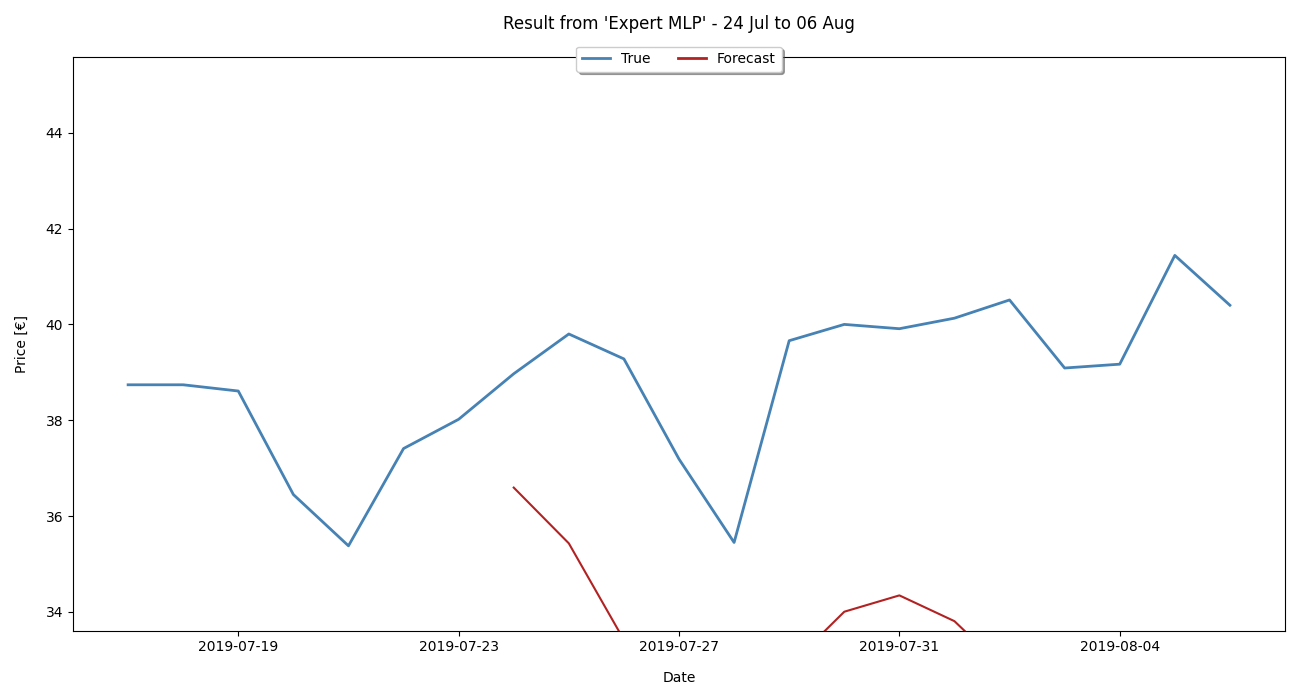 Result from 'Expert MLP' - 24 Jul to 06 Aug
True Forecast
44
42
40
38
36
34
Price [€]
2019-07-19 2019-07-23 2019-07-27 2019-07-31 2019-08-04
Date